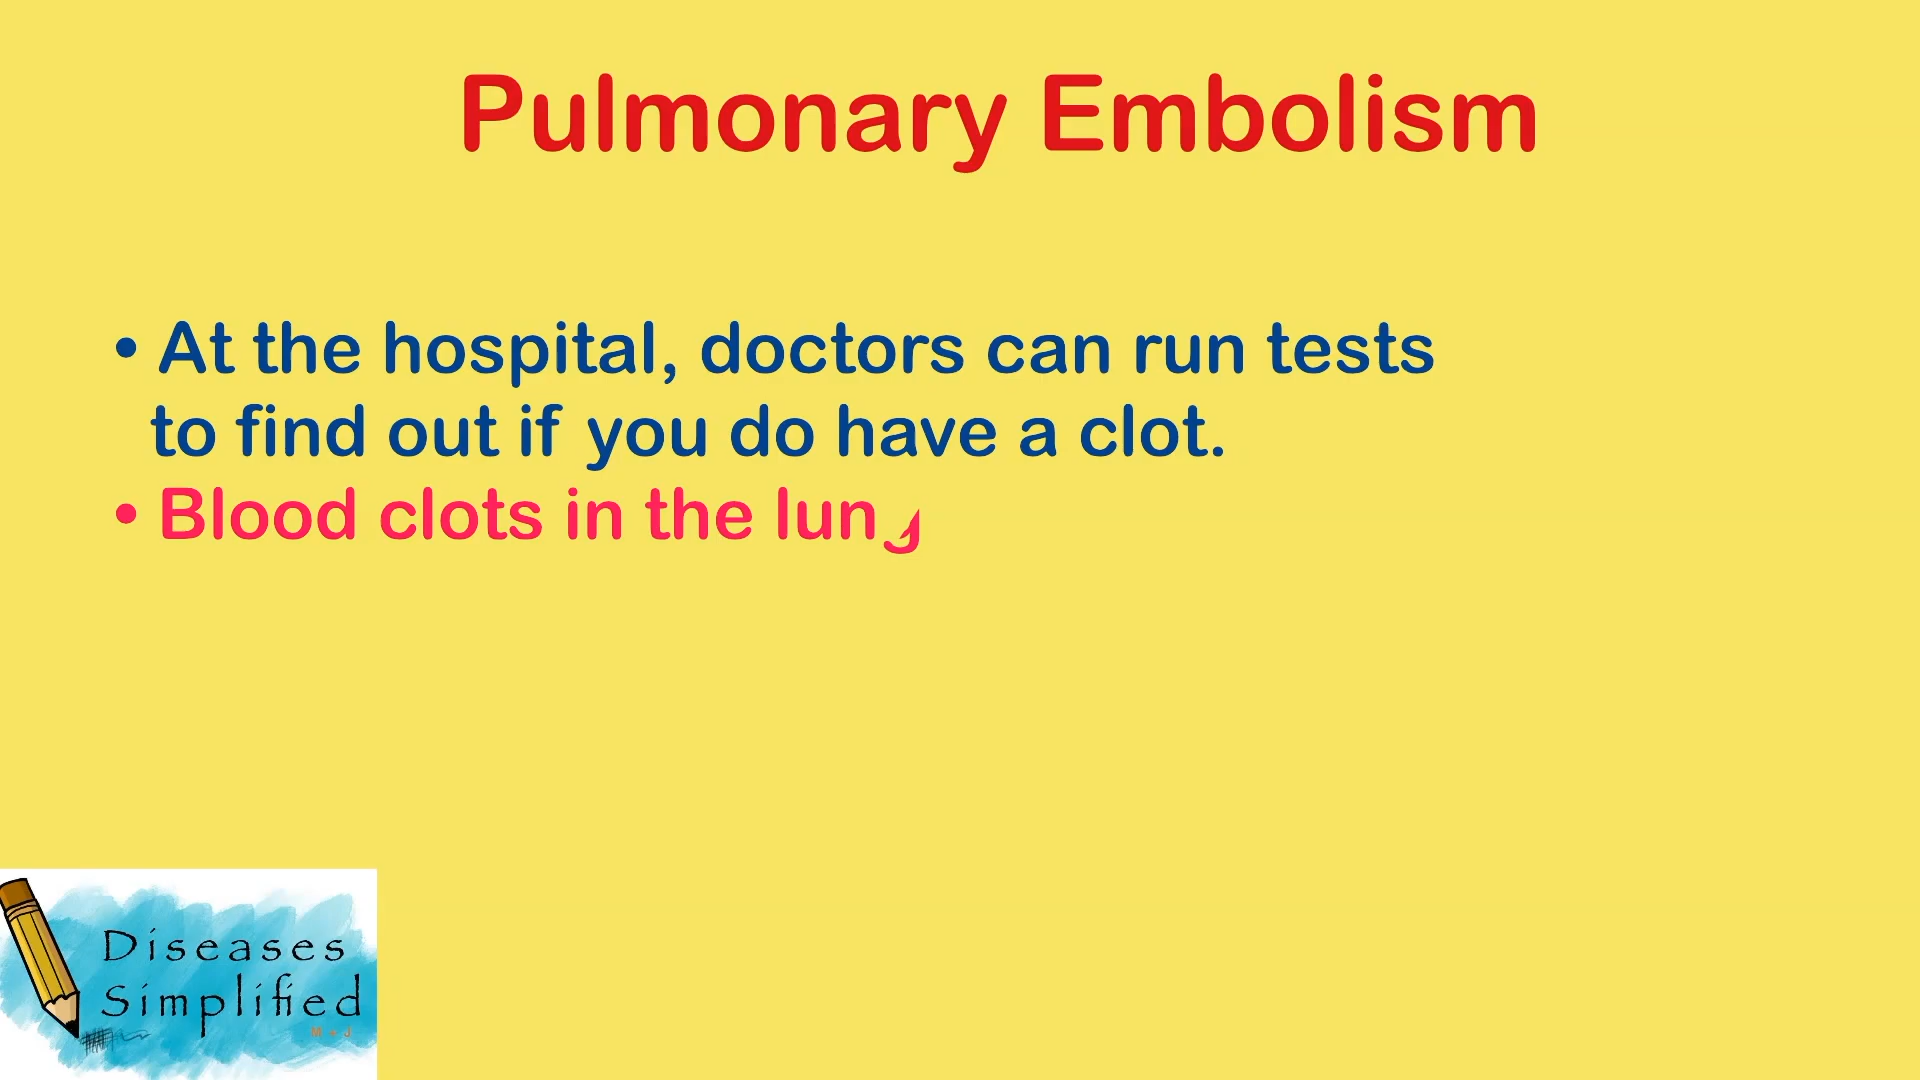 Pulmonary Embolism
• At the hospital, doctors can run tests
to find out if you do have a clot.
• Blood clots in the lun
Diseases
Simplified